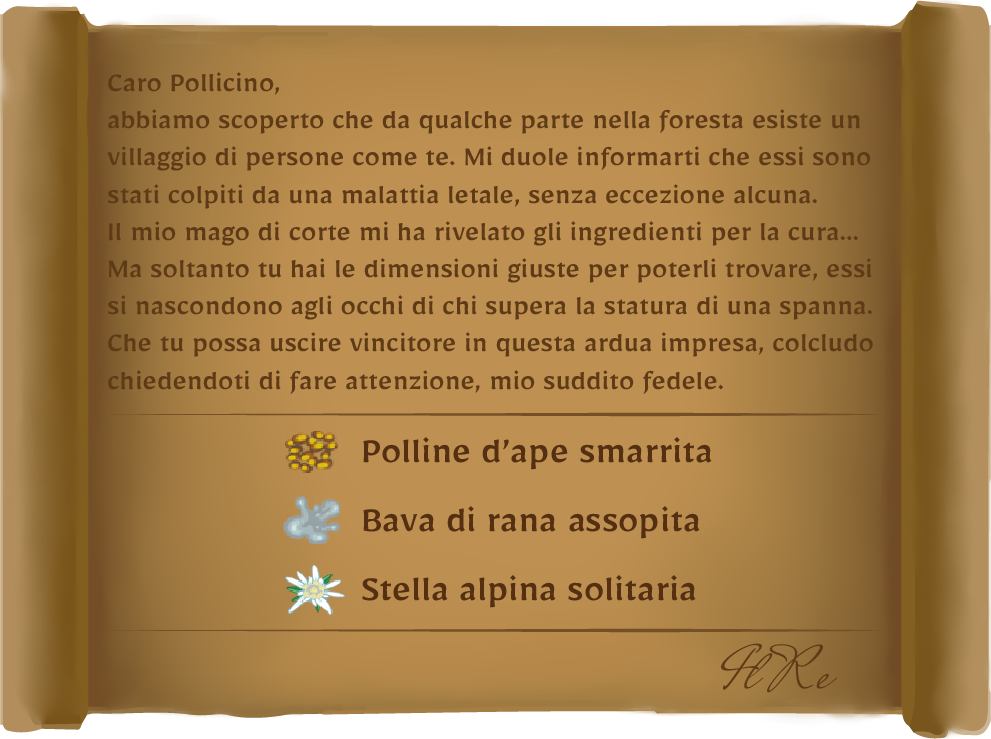 Caro Pollicino,
abbiamo scoperto che da qualche parte nella foresta esiste un
villaggio di persone come te. Mi duole informarti che essi sono
stati colpiti da una malattia letale, senza eccezione alcuna.
Il mio mago di corte mi ha rivelato gli ingredienti per la cura...
Ma soltanto tu hai le dimensioni giuste per poterli trovare, essi
si nascondono agli occhi di chi supera la statura di una spanna.
Che tu possa uscire vincitore in questa ardua impresa, colcludo
chiedendoti di fare attenzione, mio suddito fedele.
Polline d’ape smarrita
Bava di rana assopita
Stella alpina solitaria
Il Re